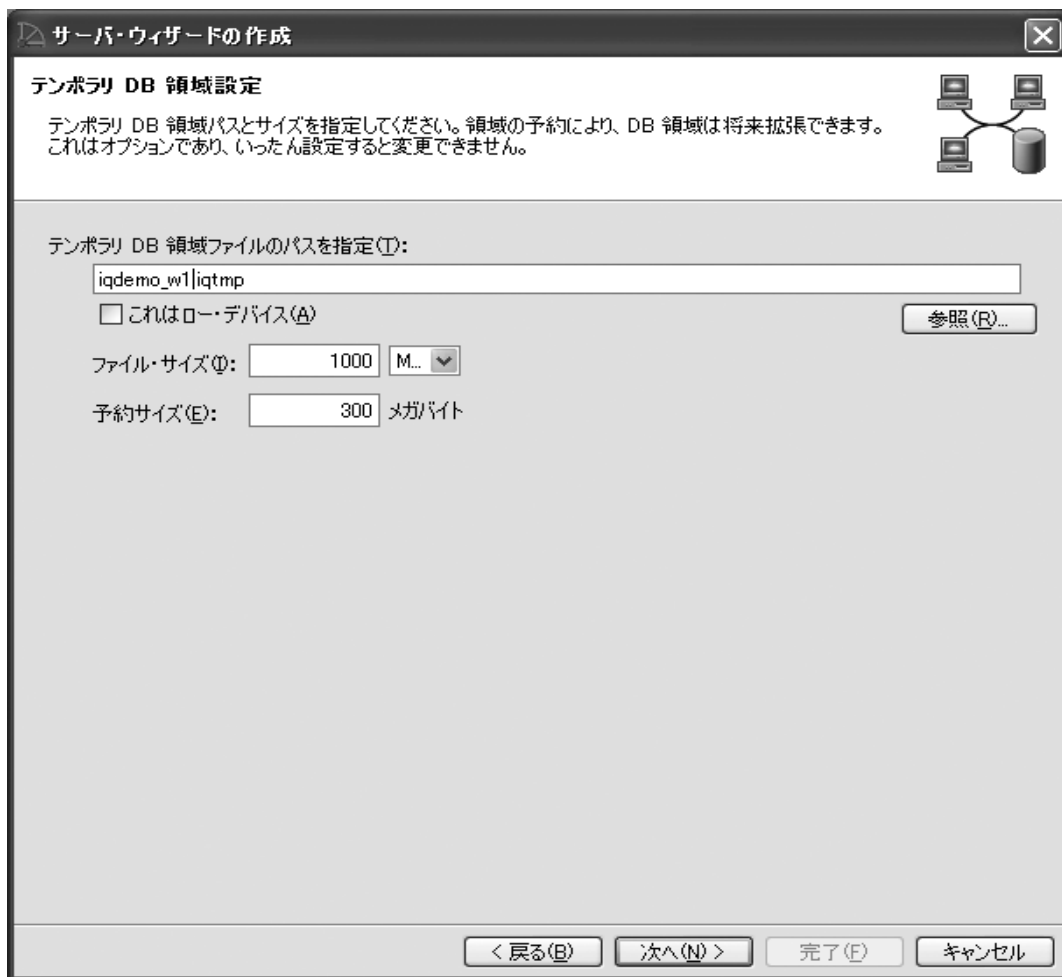 サーバ・ウィザードの作成
テンポラリ DB 領域設定
テンポラリ DB 領域パスとサイズを指定してください。領域の予約により、DB 領域は将来拡張できます。
これはオプションであり、いったん設定すると変更できません。
テンポラリ DB 領域ファイルのパスを指定(T):
iqdemo_w1|iqtmp
これはロー・デバイス(A)
参照(R)...
ファイル・サイズ(I): 1000 M...
予約サイズ(E): 300 メガバイト
< 戻る(B) 次へ(N) > 完了(F) キャンセル